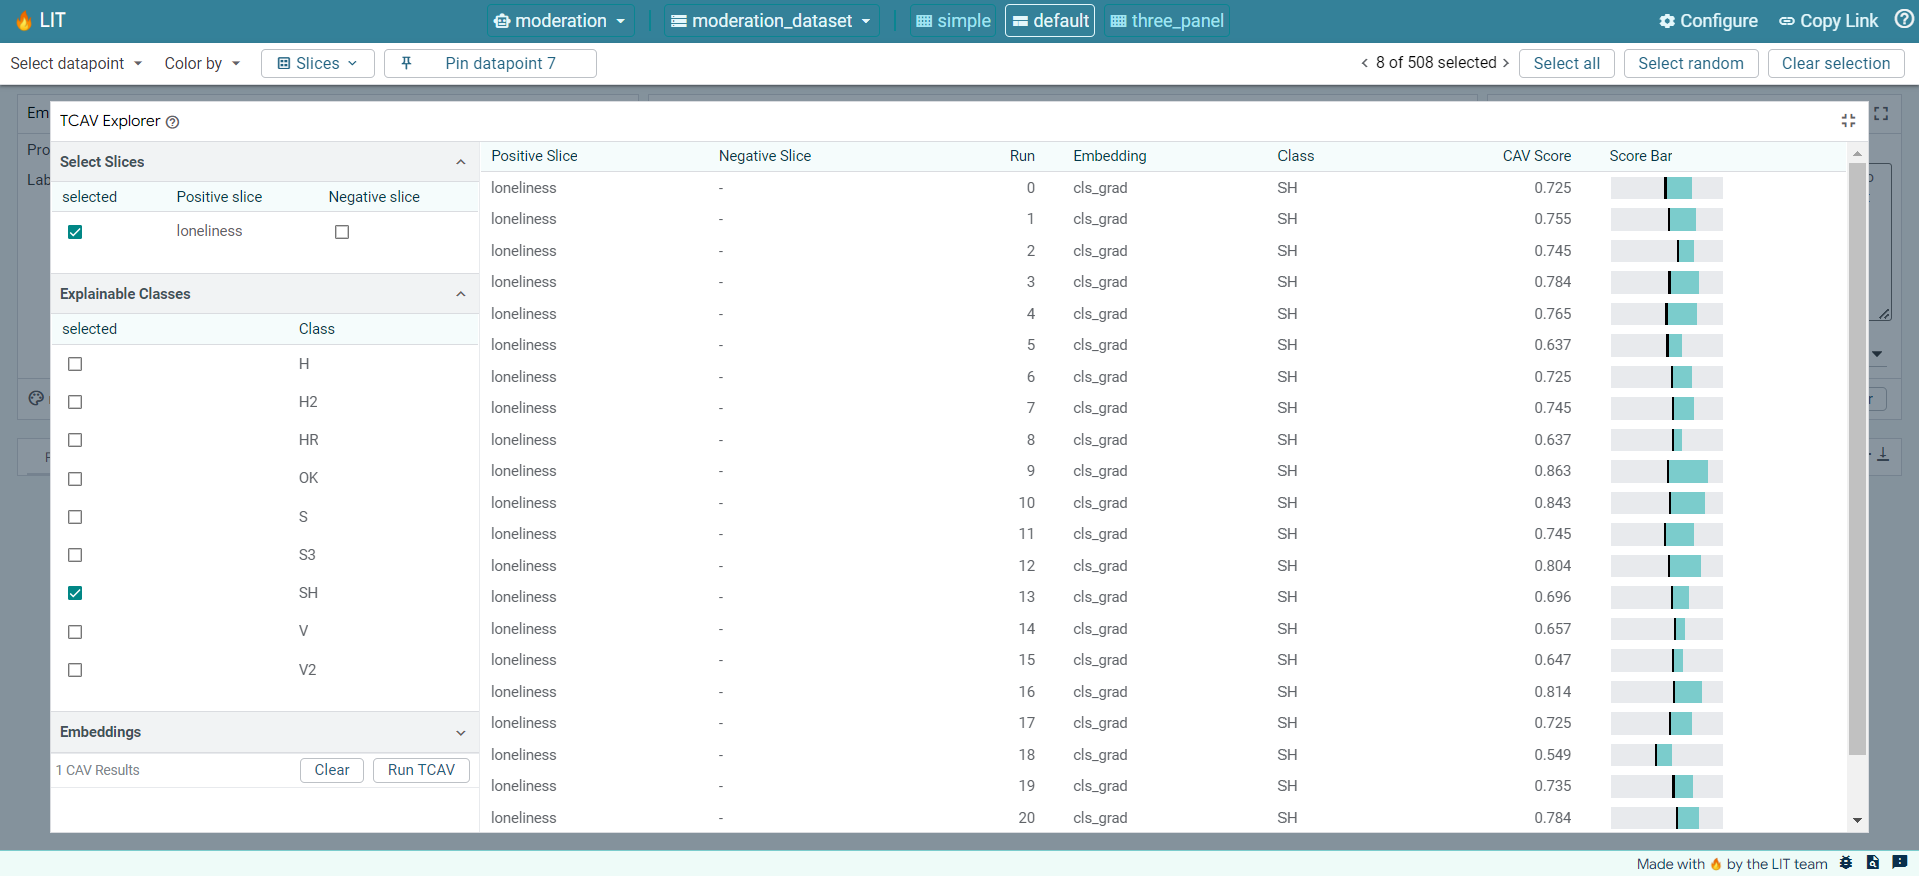 LIT moderation moderation_dataset simple default three_panel Configure Copy Link
Select datapoint Color by Slices Pin datapoint 7 8 of 508 selected Select all Select random Clear selection
Em
Pro
Lab
TCAV Explorer
Select Slices
selected Positive slice Negative slice
loneliness
Explainable Classes
selected Class
H
H2
HR
OK
S
S3
SH
V
V2
Embeddings
1 CAV Results Clear Run TCAV
Positive Slice Negative Slice Run Embedding Class CAV Score Score Bar
loneliness - 0 cls_grad SH 0.725
loneliness - 1 cls_grad SH 0.755
loneliness - 2 cls_grad SH 0.745
loneliness - 3 cls_grad SH 0.784
loneliness - 4 cls_grad SH 0.765
loneliness - 5 cls_grad SH 0.637
loneliness - 6 cls_grad SH 0.725
loneliness - 7 cls_grad SH 0.745
loneliness - 8 cls_grad SH 0.637
loneliness - 9 cls_grad SH 0.863
loneliness - 10 cls_grad SH 0.843
loneliness - 11 cls_grad SH 0.745
loneliness - 12 cls_grad SH 0.804
loneliness - 13 cls_grad SH 0.696
loneliness - 14 cls_grad SH 0.657
loneliness - 15 cls_grad SH 0.647
loneliness - 16 cls_grad SH 0.814
loneliness - 17 cls_grad SH 0.725
loneliness - 18 cls_grad SH 0.549
loneliness - 19 cls_grad SH 0.735
loneliness - 20 cls_grad SH 0.784
Made with 🔥 by the LIT team